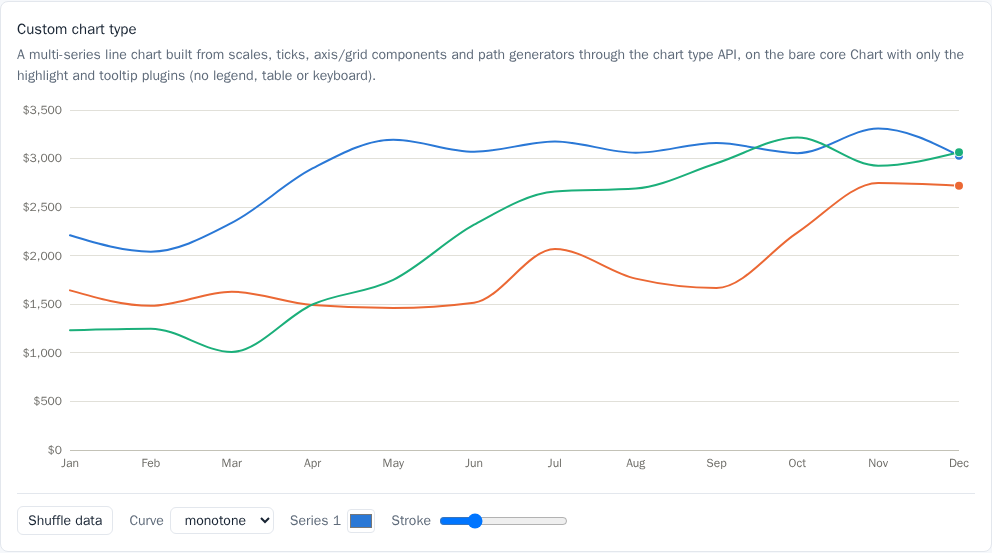 Custom chart type
A multi-series line chart built from scales, ticks, axis/grid components and path generators through the chart type API, on the bare core Chart with only the
highlight and tooltip plugins (no legend, table or keyboard).
$3,500
$3,000
$2,500
$2,000
$1,500
$1,000
$500
$0
Jan Feb Mar Apr May Jun Jul Aug Sep Oct Nov Dec
Shuffle data Curve monotone Series 1 Stroke